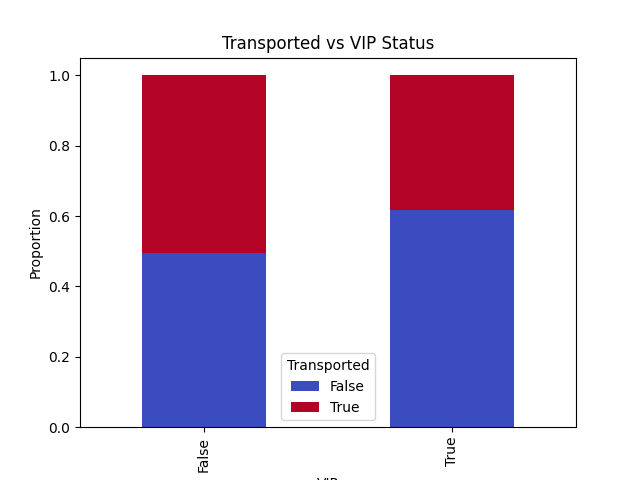 Transported vs VIP Status
Proportion
1.0
0.8
0.6
0.4
0.2
0.0
Transported
False
True
False
True
VIP